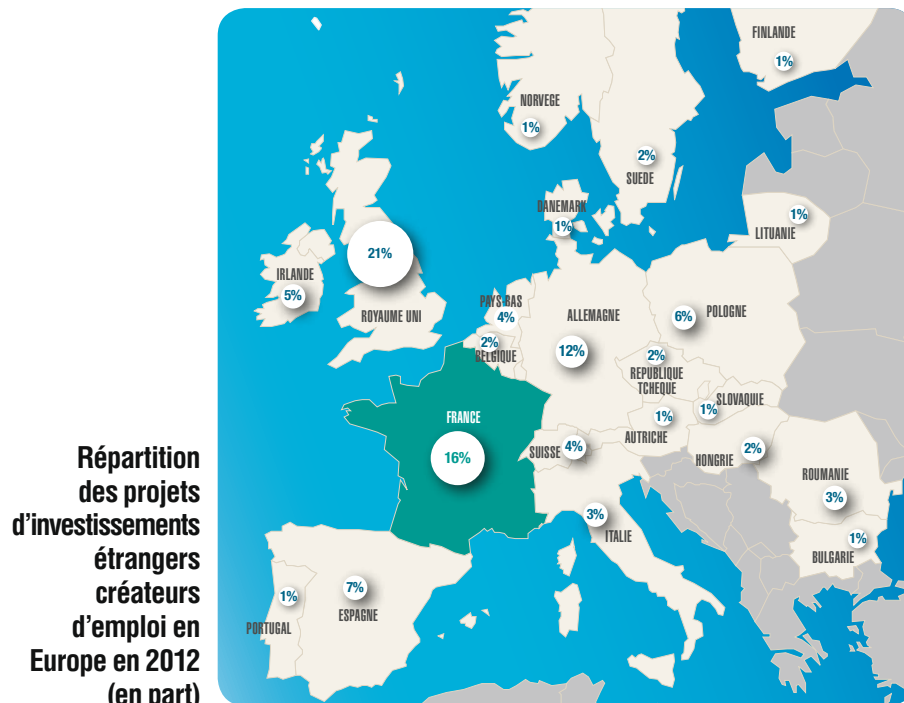 Répartition
des projets
d'investissements
étrangers
créateurs
d'emploi en
Europe en 2012
(en part)
FINLANDE
1%
NORVEGE
1%
2%
SUEDE
DANEMARK
1%
1%
LITUANIE
21%
ROYAUME UNI
IRLANDE
5%
PAYS-BAS
4%
2%
BELGIQUE
ALLEMAGNE
12%
6%
POLOGNE
2%
REPUBLIQUE
TCHEQUE
1%
SLOVAQUIE
1%
AUTRICHE
FRANCE
16%
SUISSE
4%
HONGRIE
2%
ROUMANIE
3%
1%
BULGARIE
3%
ITALIE
1%
PORTUGAL
7%
ESPAGNE